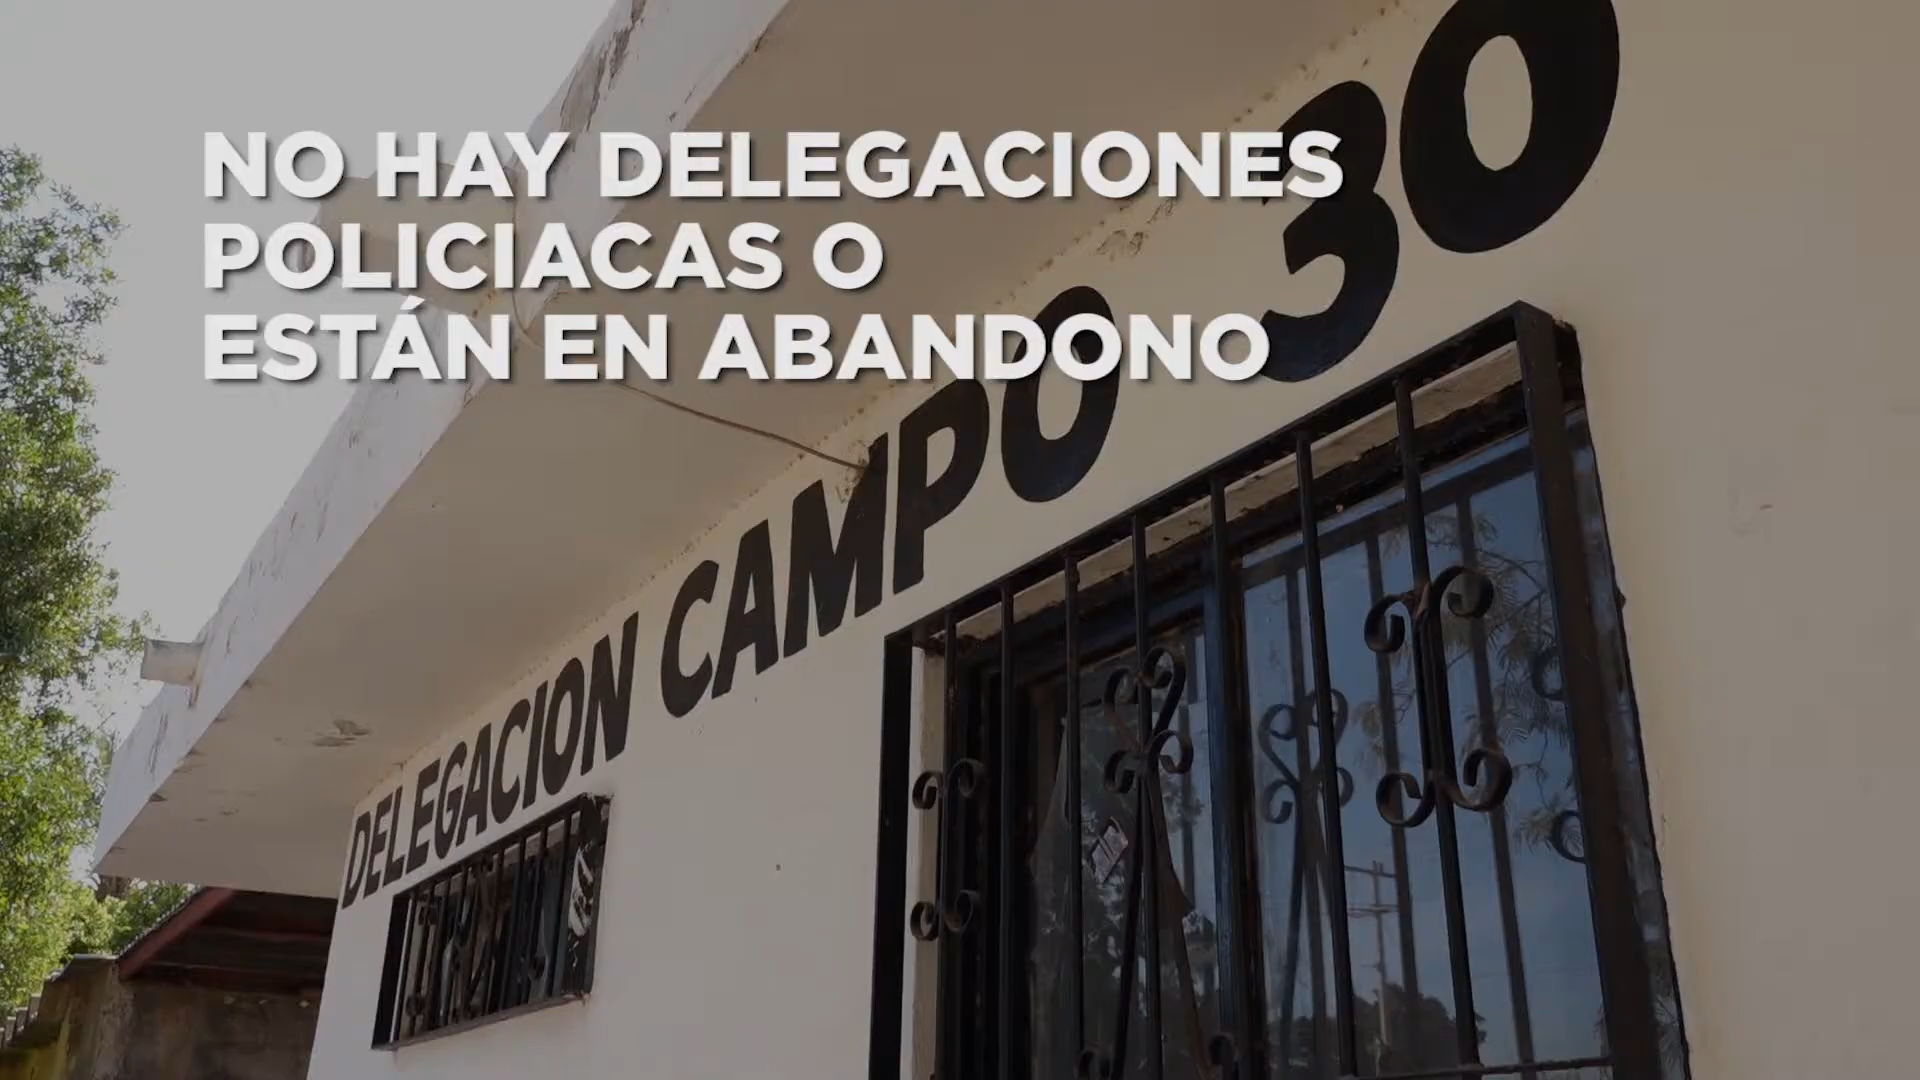 NO HAY DELEGACIONES
POLICIACAS O
ESTÁN EN ABANDONO
DELEGACION CAMPO 30